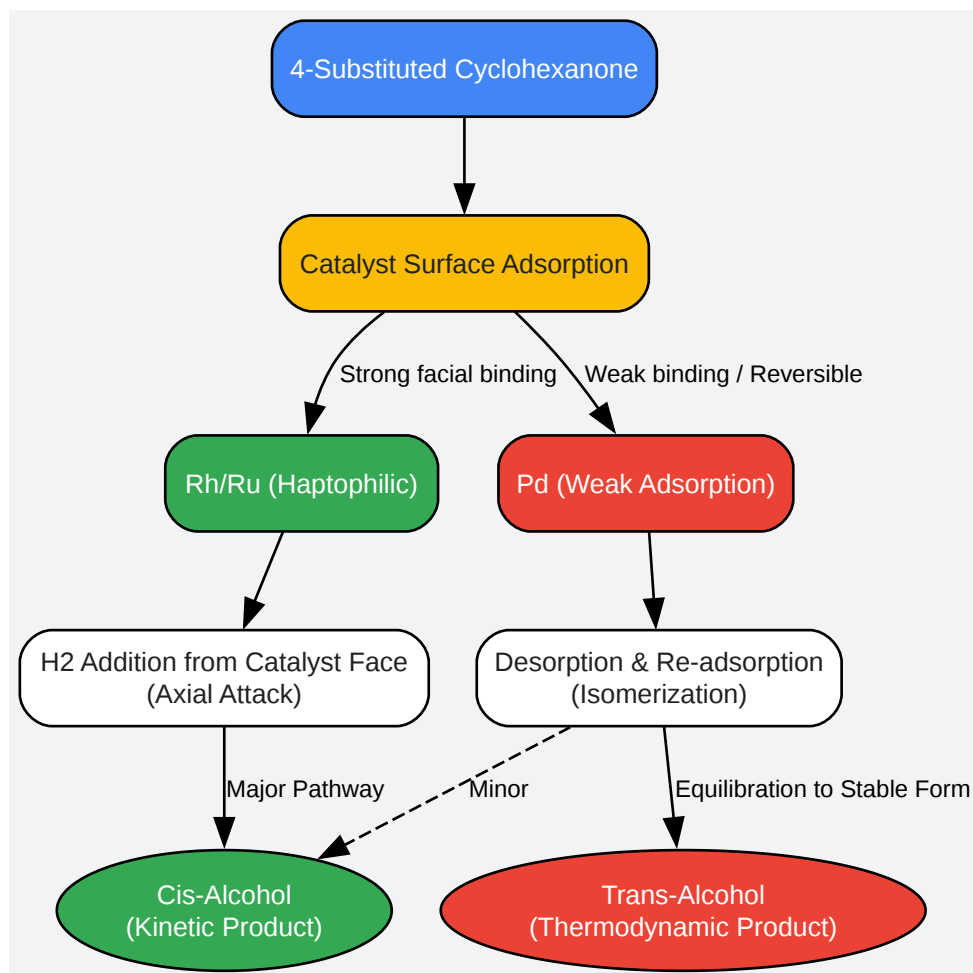 4-Substituted Cyclohexanone
Catalyst Surface Adsorption
Strong facial binding
Weak binding / Reversible
Rh/Ru (Haptophilic)
Pd (Weak Adsorption)
H2 Addition from Catalyst Face
(Axial Attack)
Desorption & Re-adsorption
(Isomerization)
Major Pathway
Minor
Equilibration to Stable Form
Cis-Alcohol
(Kinetic Product)
Trans-Alcohol
(Thermodynamic Product)